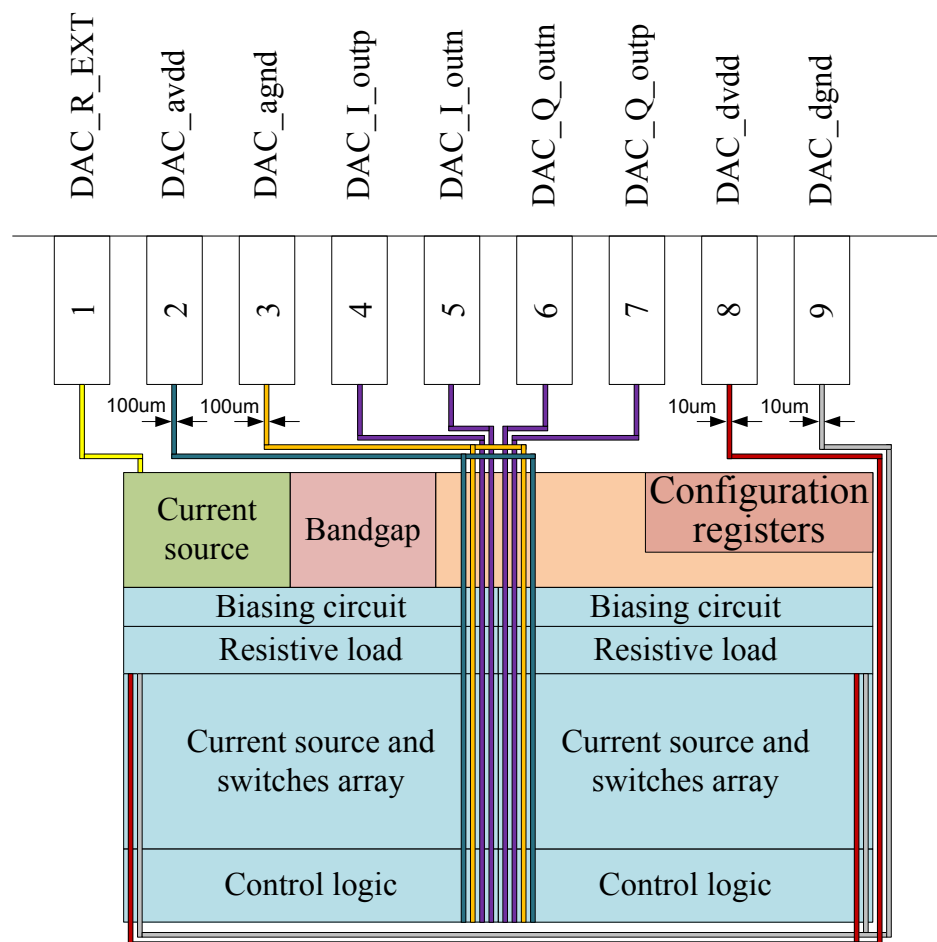 DAC_R_EXT
DAC_avdd
DAC_agnd
DAC_I_outp
DAC_I_outn
DAC_Q_outn
DAC_Q_outp
DAC_dvdd
DAC_dgnd
1
2
3
4
5
6
7
8
9
100um
100um
10um
10um
Current
source
Bandgap
Configuration
registers
Biasing circuit
Biasing circuit
Resistive load
Resistive load
Current source and
switches array
Current source and
switches array
Control logic
Control logic